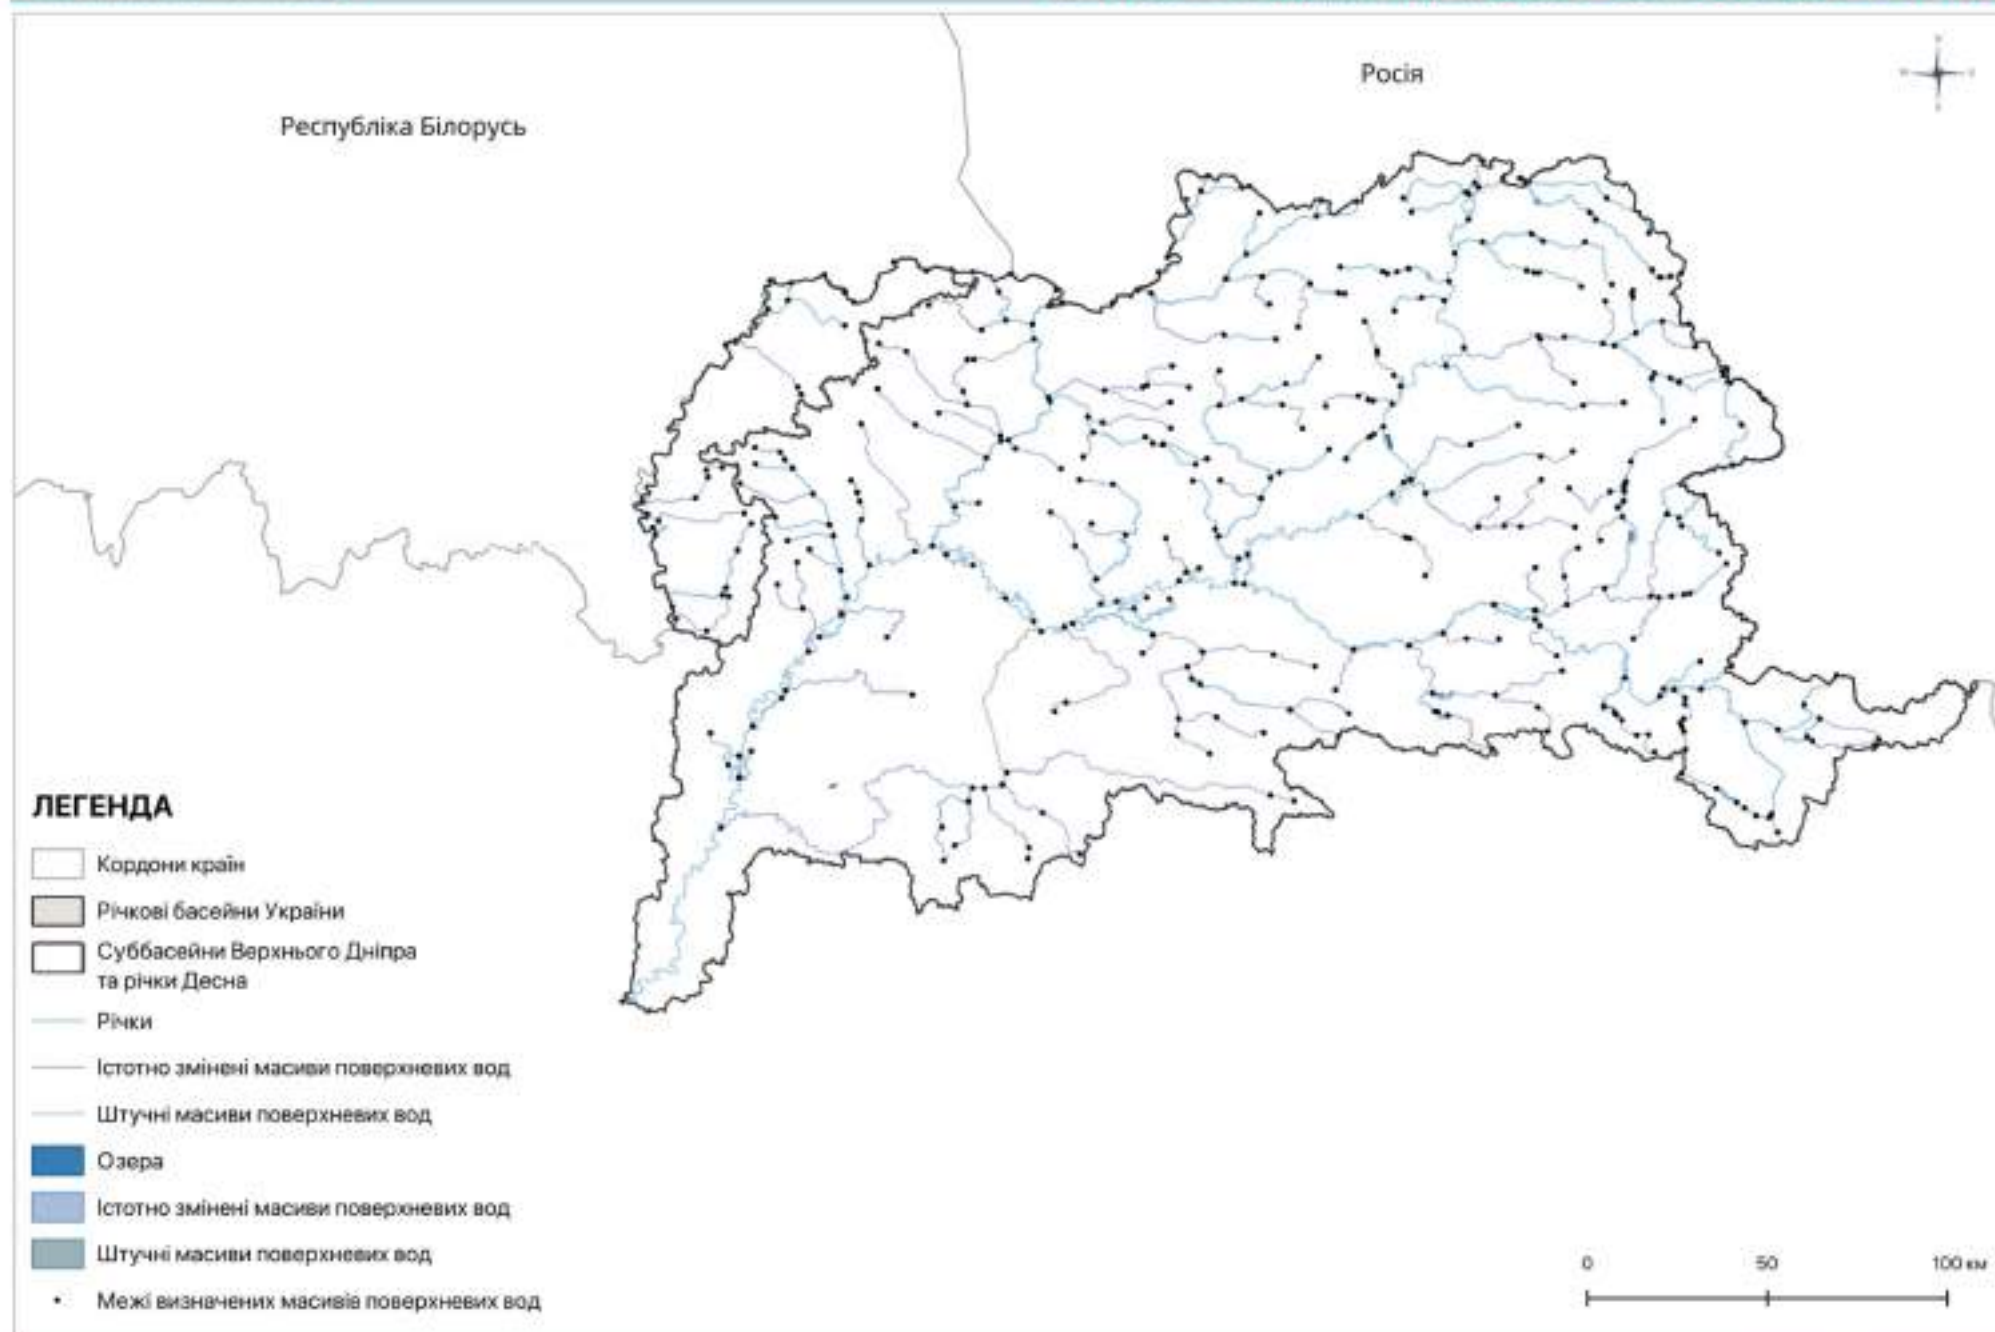 Росія
Республіка Білорусь
ЛЕГЕНДА
Кордони країн
Річкові басейни України
Суббасейни Верхнього Дніпра
та річки Десна
Річки
Істотно змінені масиви поверхневих вод
Штучні масиви поверхневих вод
Озера
Істотно змінені масиви поверхневих вод
Штучні масиви поверхневих вод
Межі визначених масивів поверхневих вод
0 50 100 км